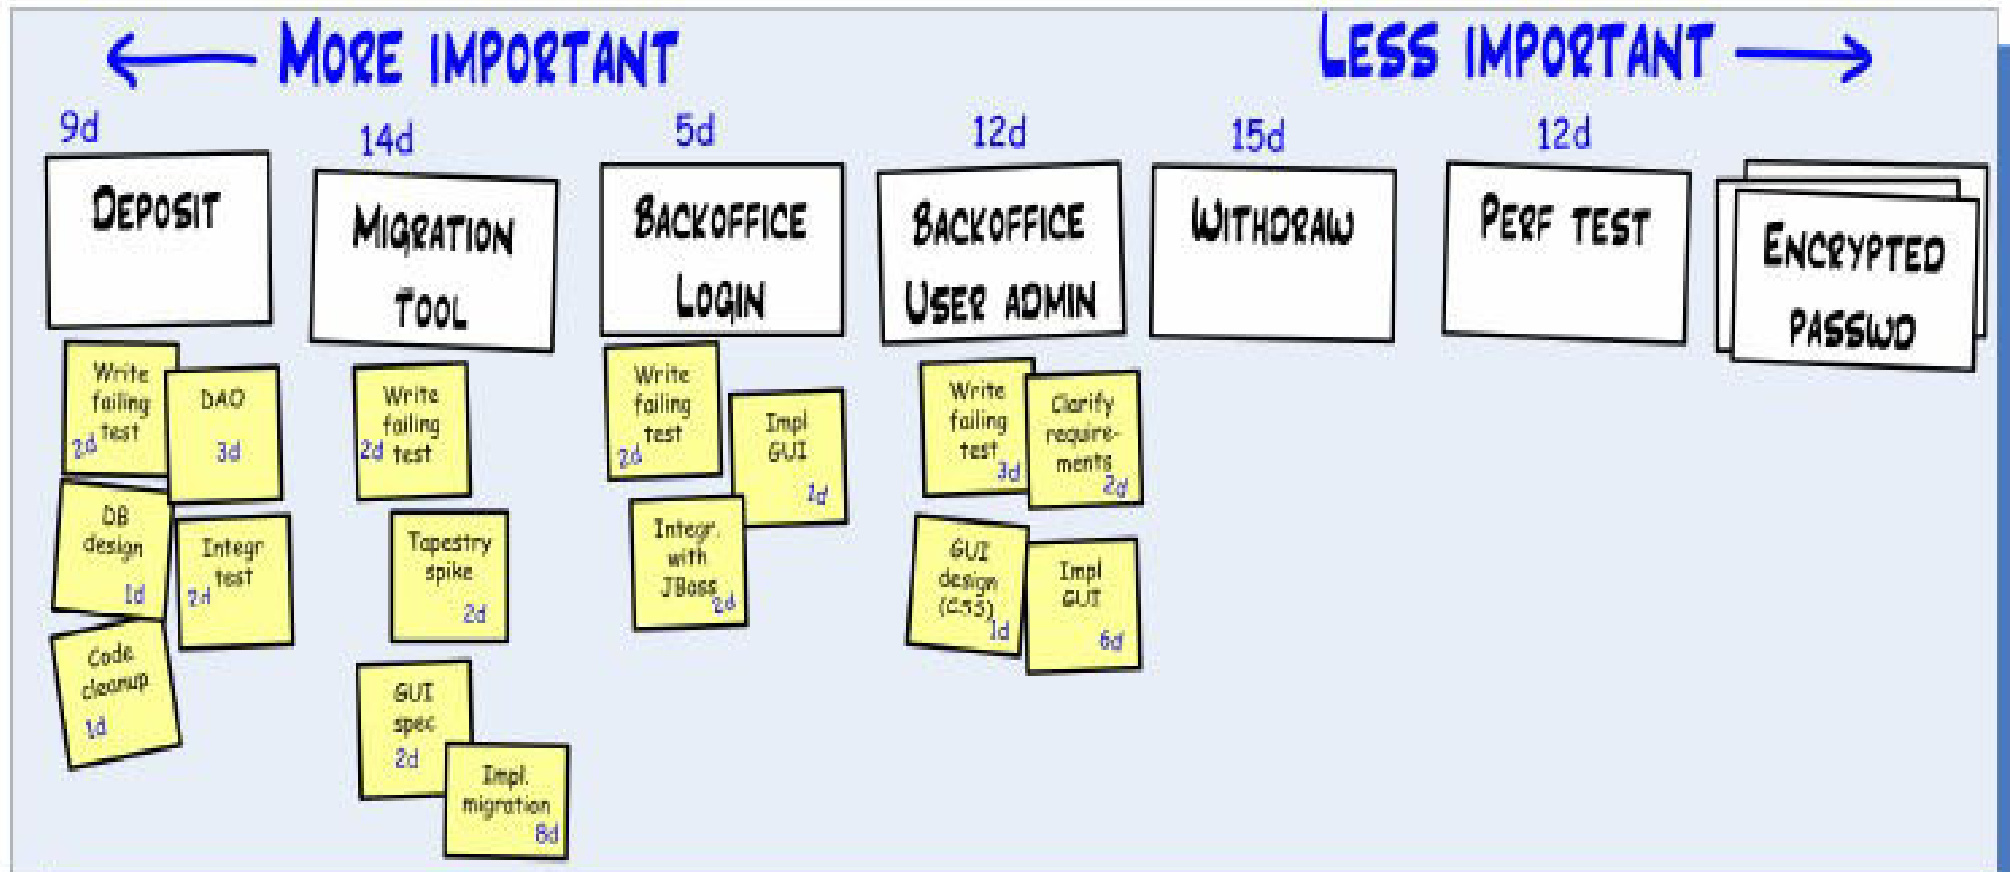 MORE IMPORTANT
LESS IMPORTANT
9d
14d
5d
12d
15d
12d
DEPOSIT
MIGRATION
TOOL
BACKOFFICE
LOGIN
BACKOFFICE
USER ADMIN
WITHDRAW
PERF TEST
ENCRYPTED
PASSWD
Write
failing
test
2d
DAO
3d
DB
design
1d
Integr
test
2d
Code
cleanup
1d
Write
failing
test
2d
Tapestry
spike
2d
GUI
spec
2d
Impl.
migration
8d
Write
failing
test
2d
Impl
GUI
1d
Integr.
with
JBoss
2d
Write
failing
test
3d
Clarify
require-
ments
2d
GUI
design
(CSS)
1d
Impl
GUI
6d